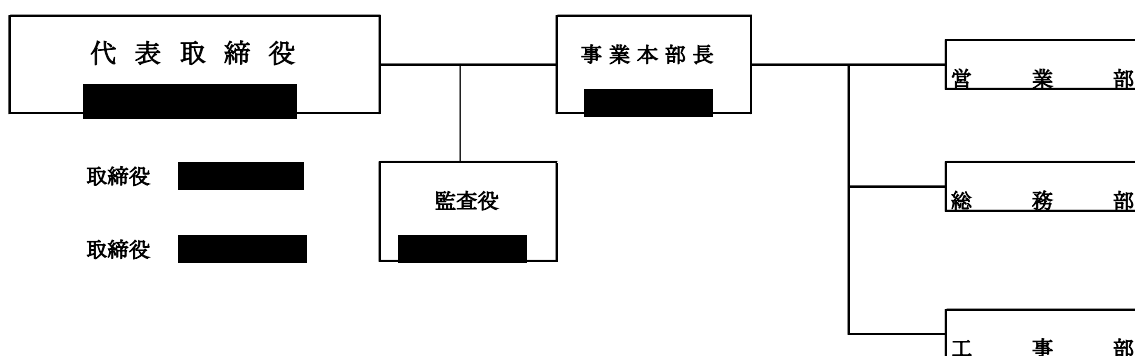 代表取締役
事業本部長
営業部
取締役
監査役
総務部
取締役
工事部